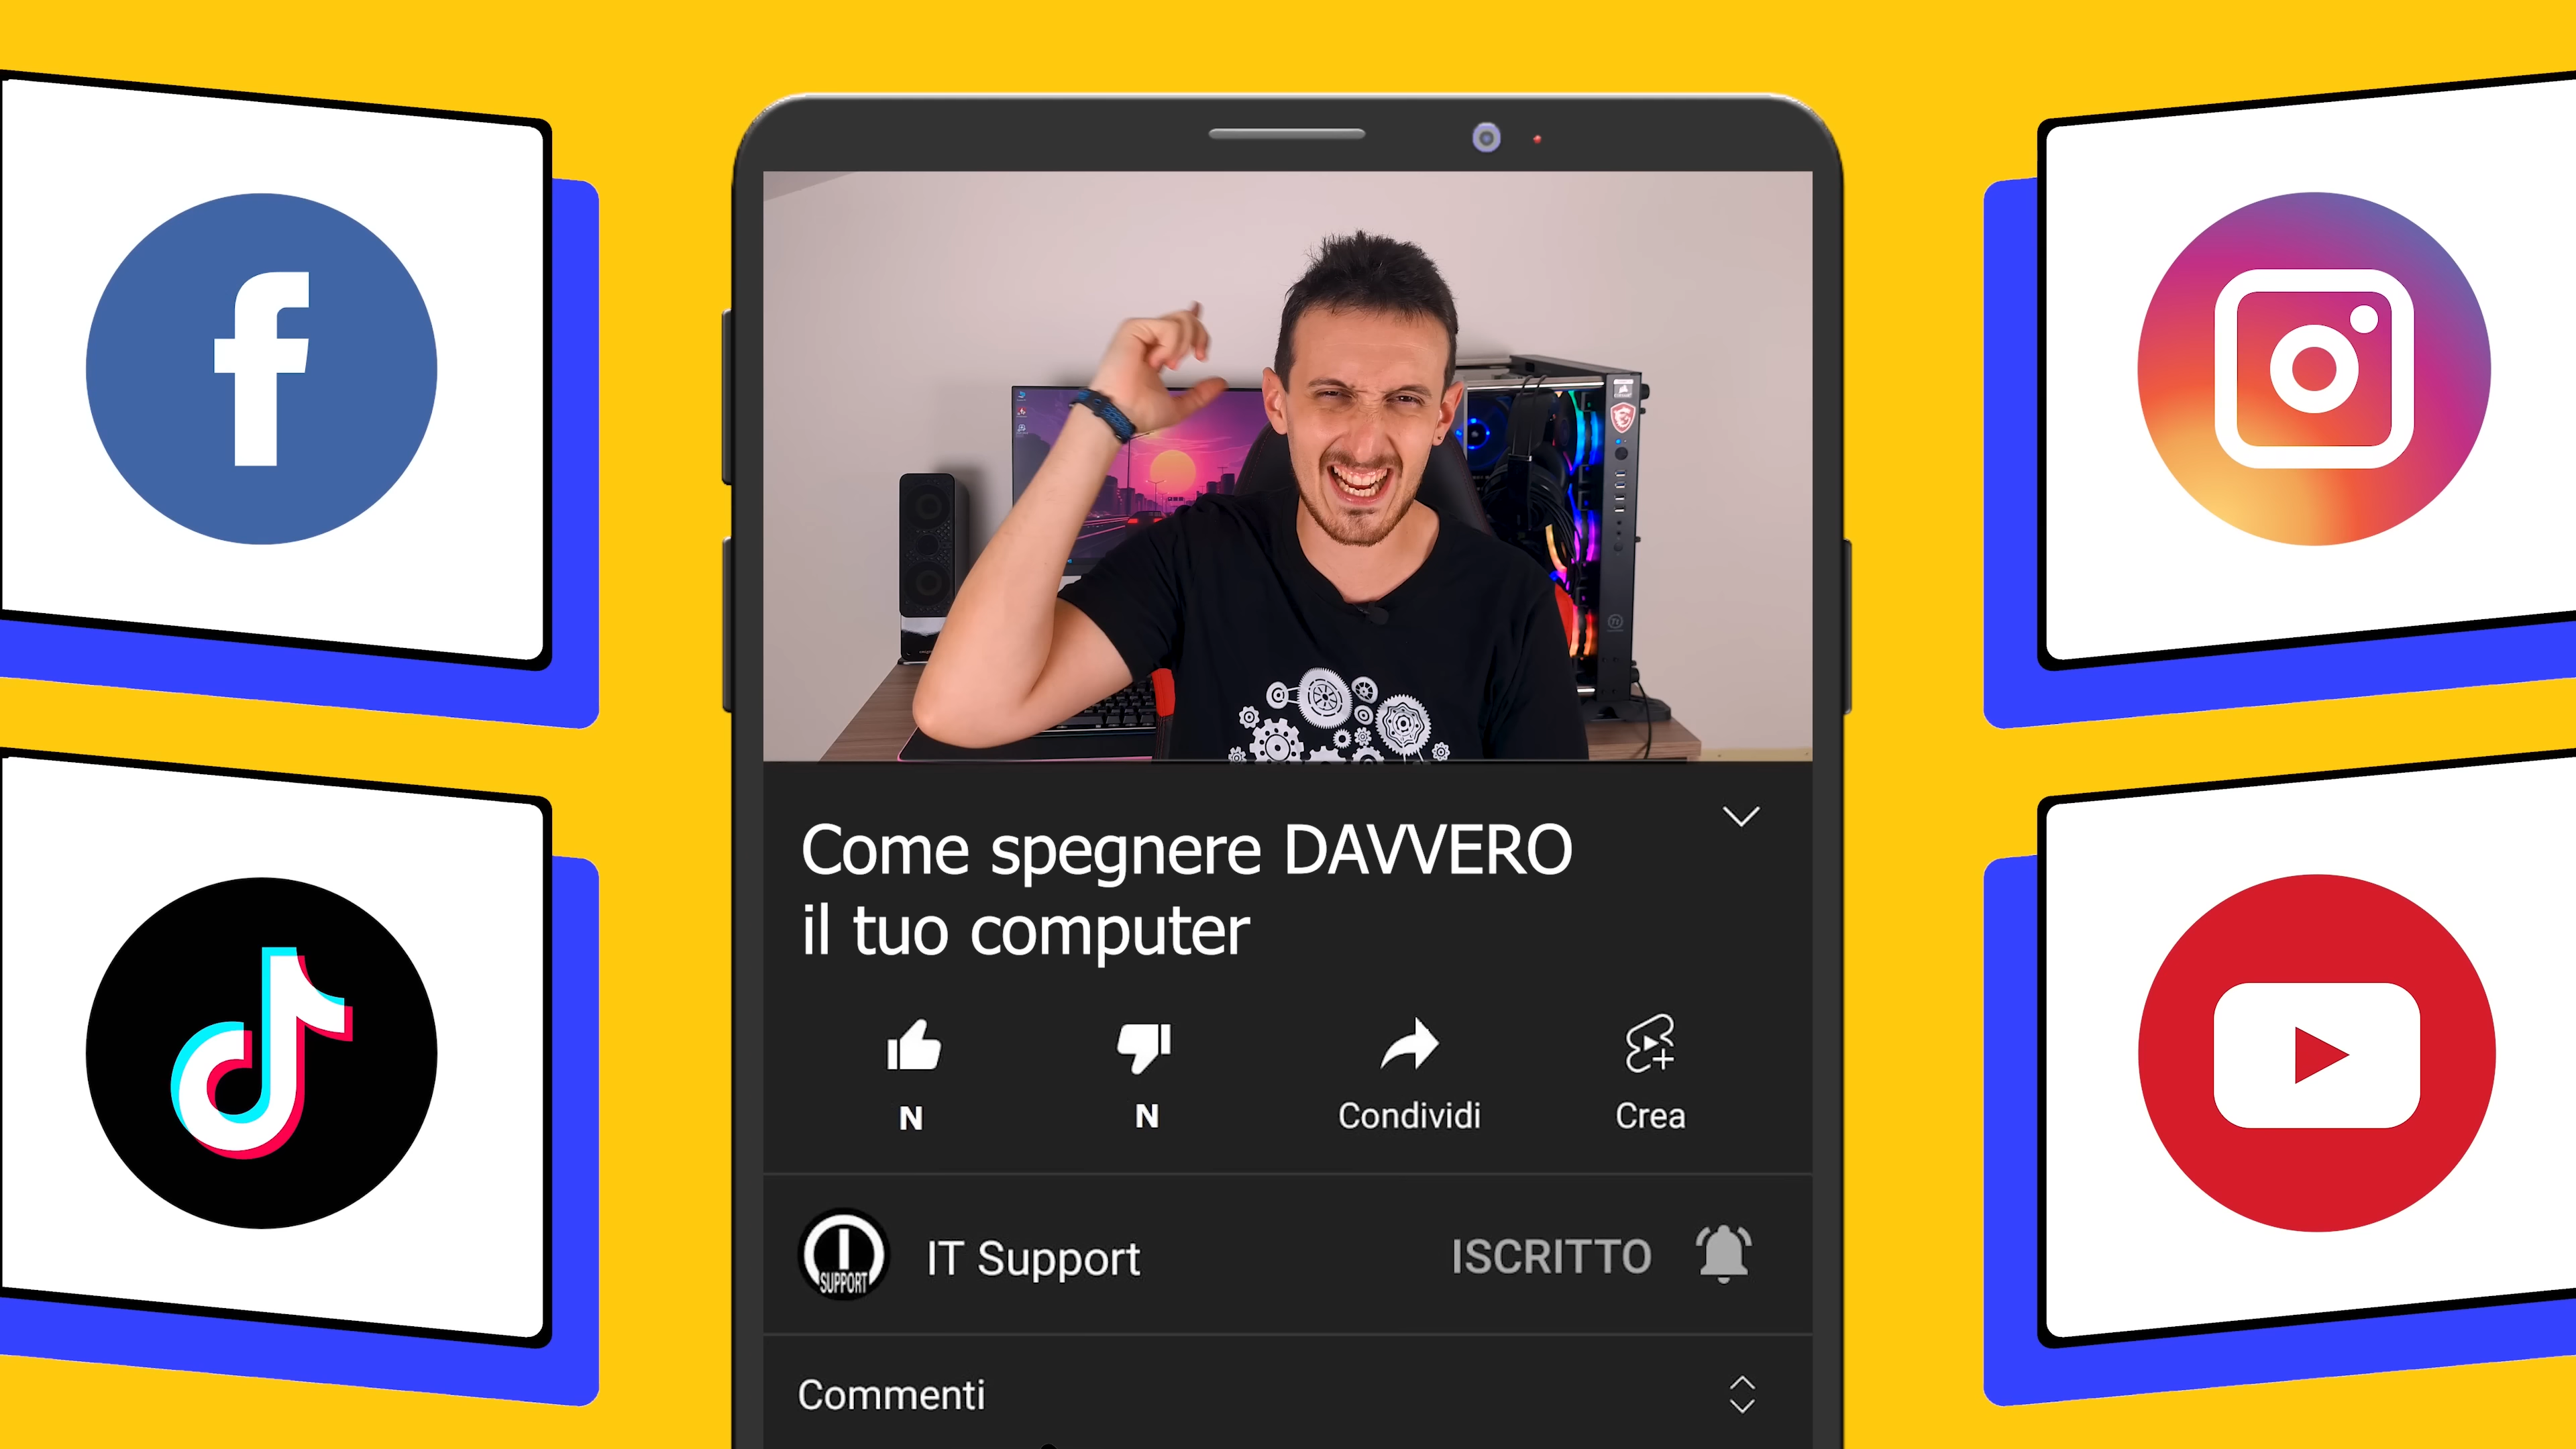 Come spegnere DAVVERO
il tuo computer
N
N
Condividi
Crea
SUPPORT
IT Support
ISCRITTO
Commenti